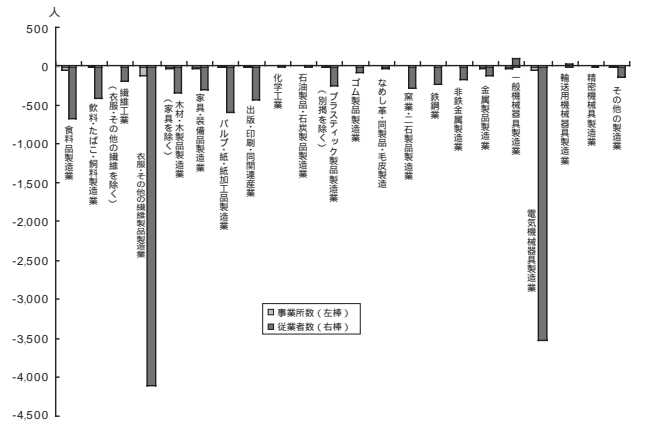 人
500
0
-500
-1,000
-1,500
-2,000
-2,500
-3,000
-3,500
-4,000
-4,500
食料品製造業
飲料・たばこ・飼料製造業
繊維工業
(衣服・その他の繊維を除く)
衣服・その他の繊維製品製造業
木材・木製品製造業
(家具を除く)
家具・装備品製造業
パルプ・紙・紙加工品製造業
出版・印刷・同関連産業
化学工業
石油製品・石炭製品製造業
プラスティック製品製造業
(別掲を除く)
ゴム製品製造業
なめし革・同製品・毛皮製造
窯業・二石製品製造業
鉄鋼業
非鉄金属製造業
金属製品製造業
一般機械器具製造業
電気機械器具製造業
輸送用機械器具製造業
精密機械具製造業
その他の製造業
事業所数(左棒)
従業者数(右棒)